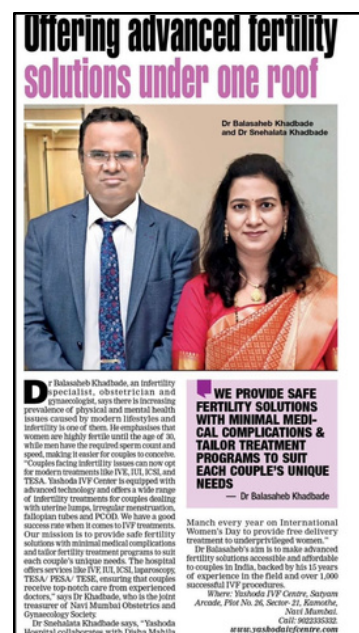 Offering advanced fertility
solutions under one roof
Dr Balasaheb Khadbade
and Dr Snehalata Khadbade
Dr Balasaheb Khadbade, an infertility
specialist, obstetrician and
gynaecologist, says there is increasing
prevalence of physical and mental health
issues caused by modern lifestyles and
infertility is one of them. He emphasises that
women are highly fertile until the age of 30,
while men have the required sperm count and
speed, making it easier for couples to conceive.
"Couples facing infertility issues can now opt
for modern treatments like IVE, IUI, ICSI, and
TESA. Yashoda IVF Center is equipped with
advanced technology and offers a wide range
of infertility treatments for couples dealing
with uterine lumps, irregular menstruation,
fallopian tubes and PCOD. We have a good
success rate when it comes to IVF treatments.
Our mission is to provide safe fertility
solutions with minimal medical complications
and tailor fertility treatment programs to suit
each couple's unique needs. The hospital
offers services like IVF, IUI, ICSI, laparoscopy,
TESA/ PESA/ TESE, ensuring that couples
receive top-notch care from experienced
doctors," says Dr Khadbade, who is the joint
treasurer of Navi Mumbai Obstetrics and
Gynaecology Society.
Dr Snehalata Khadbade says, "Yashoda
Hospital collaborates with Disha Mahila
WE PROVIDE SAFE
FERTILITY SOLUTIONS
WITH MINIMAL MEDI-
CAL COMPLICATIONS &
TAILOR TREATMENT
PROGRAMS TO SUIT
EACH COUPLE'S UNIQUE
NEEDS
— Dr Balasaheb Khadbade
Manch every year on International
Women's Day to provide free delivery
treatment to underprivileged women."
Dr Balasaheb's aim is to make advanced
fertility solutions accessible and affordable
to couples in India, backed by his 15 years
of experience in the field and over 1,000
successful IVF procedures.
Where: Yashoda IVF Centre, Satyam
Arcade, Plot No. 26, Sector- 21, Kamothe,
Navi Mumbai.
Call: 9022335332.
www.yashodaivfcentre.com